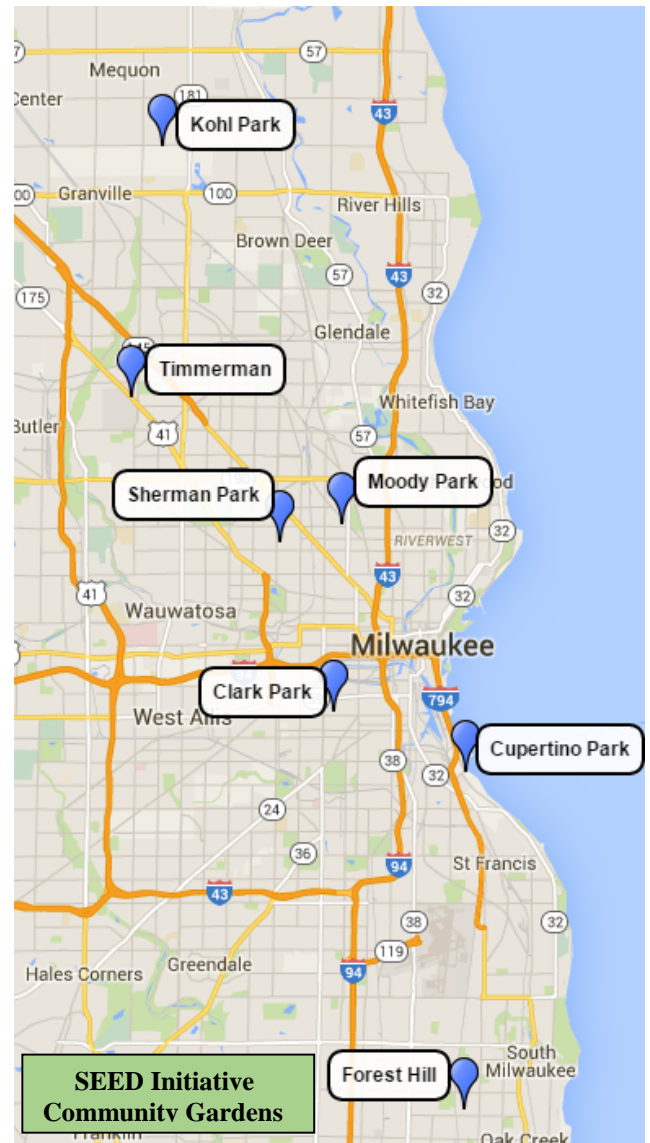 57
57
Mequon
181
Center
43
Kohl Park
Granville
100
00
River Hills
Brown Deer
43
57
32
175
Glendale
Timmerman
Whitefish Bay
Butler
41
57
Moody Park
Sherman Park
32
RIVERWEST
43
41
32
Wauwatosa
Milwaukee
Clark Park
794
West Allis
Cupertino Park
38
32
24
36
St Francis
94
43
38
32
119
Greendale
94
Hales Corners
South
Milwaukee
Forest Hill
SEED Initiative
Community Gardens
Oak Creek